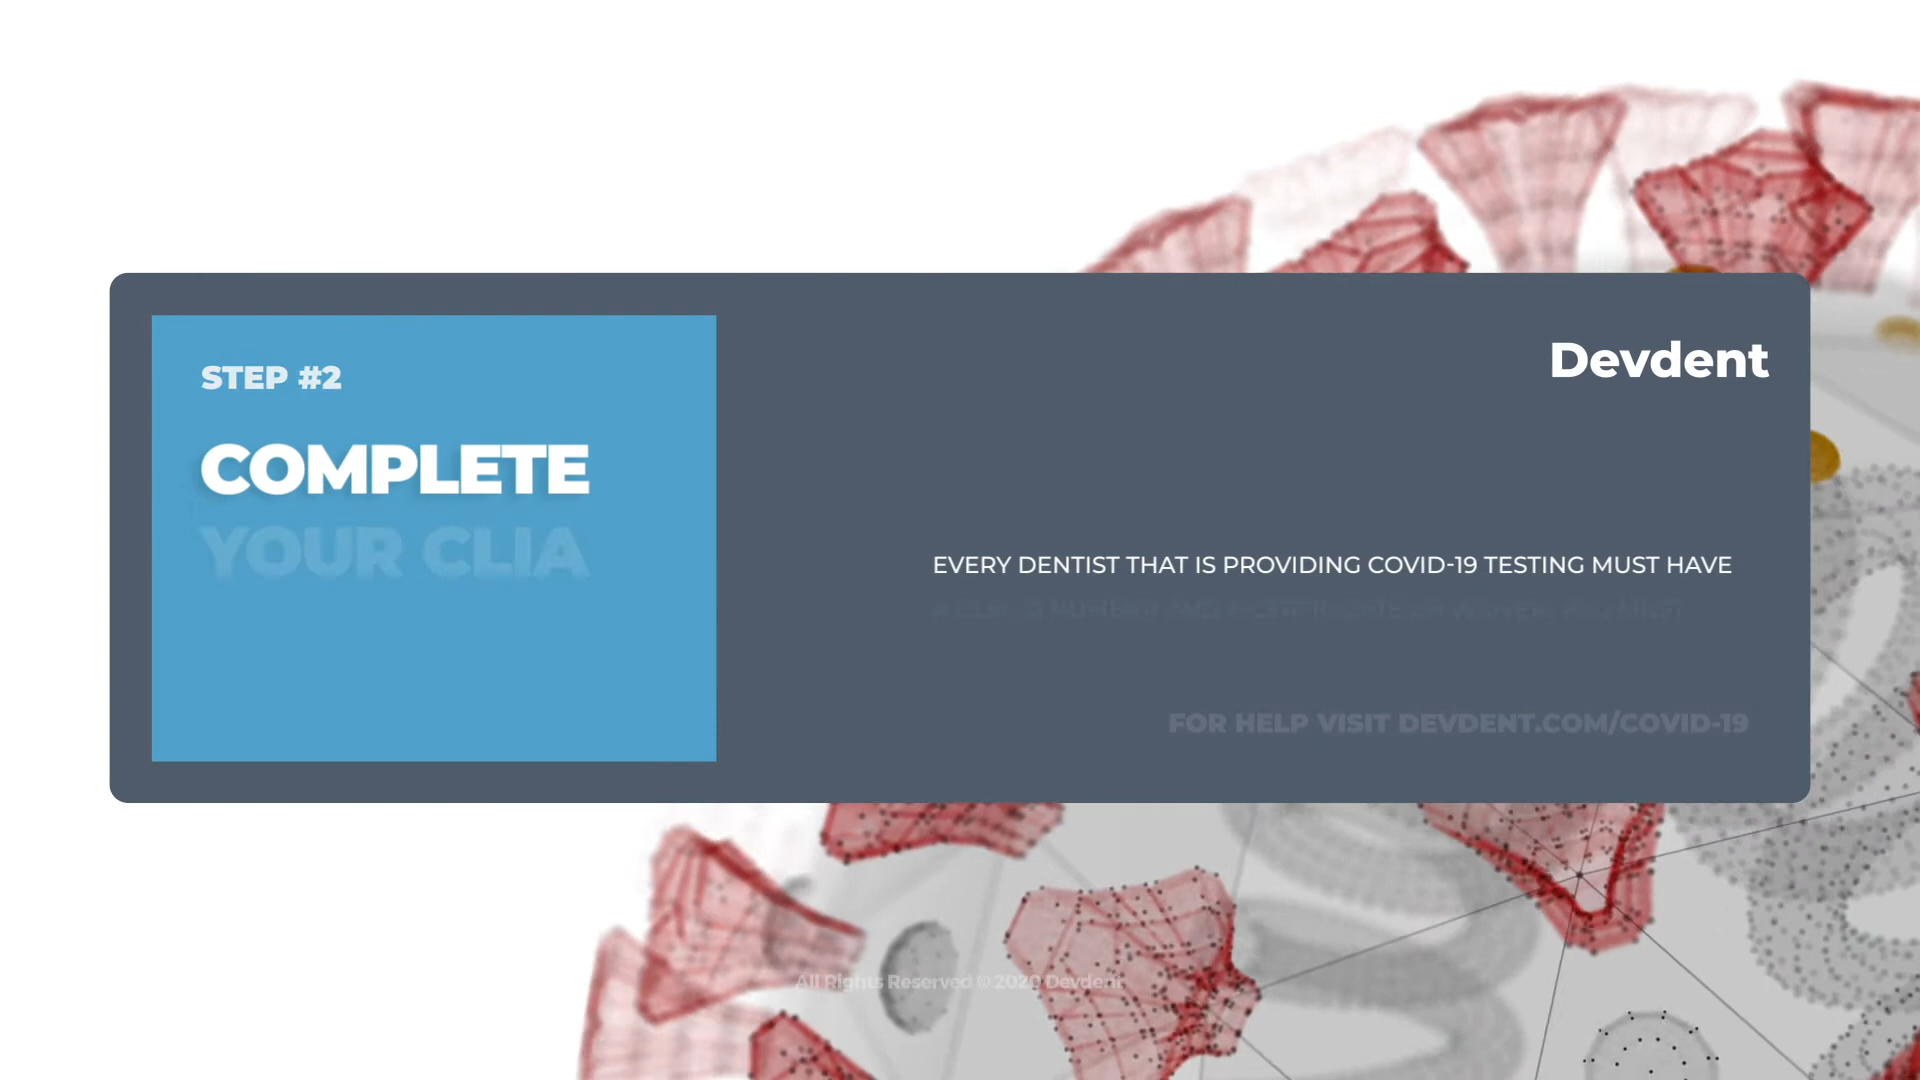 STEP #2
COMPLETE
YOUR CLIA
Devdent
EVERY DENTIST THAT IS PROVIDING COVID-19 TESTING MUST HAVE
FOR HELP VISIT DEVDENT.COM/COVID-19
All Rights Reserved © 2020 Devdent